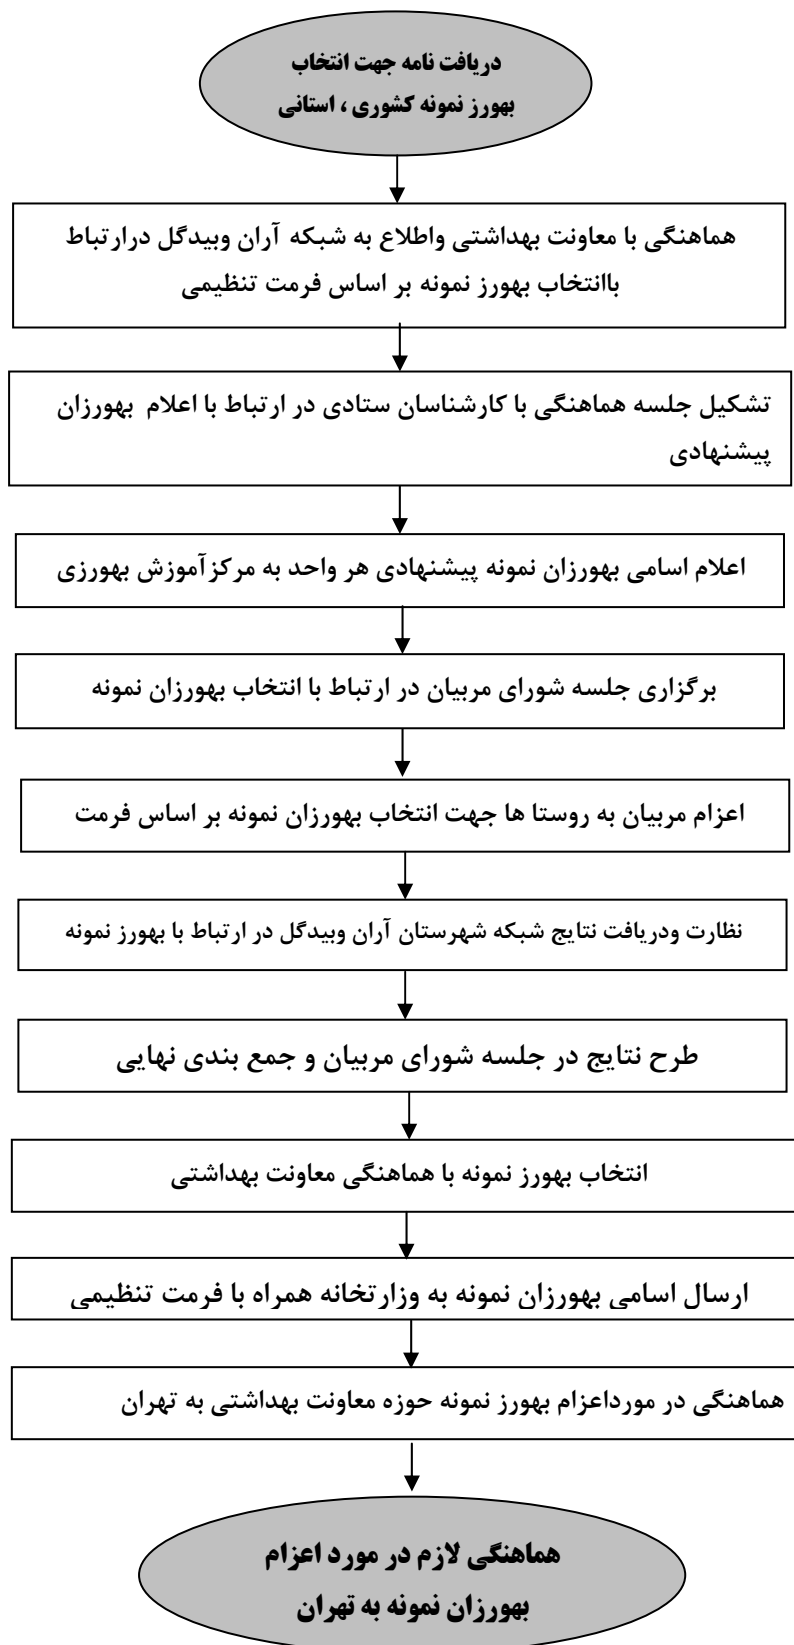 دریافت نامه جهت انتخاب
بهورز نمونه کشوری ، استانی
هماهنگی با معاونت بهداشتی واطلاع به شبکه آران وبیدگل درارتباط
باانتخاب بهورز نمونه بر اساس فرمت تنظیمی
تشکیل جلسه هماهنگی با کارشناسان ستادی در ارتباط با اعلام بهورزان
پیشنهادی
اعلام اسامی بهورزان نمونه پیشنهادی هر واحد به مرکزآموزش بهورزی
برگزاری جلسه شورای مربیان در ارتباط با انتخاب بهورزان نمونه
اعزام مربیان به روستا ها جهت انتخاب بهورزان نمونه بر اساس فرمت
نظارت ودریافت نتایج شبکه شهرستان آران وبیدگل در ارتباط با بهورز نمونه
طرح نتایج در جلسه شورای مربیان و جمع بندی نهایی
انتخاب بهورز نمونه با هماهنگی معاونت بهداشتی
ارسال اسامی بهورزان نمونه به وزارتخانه همراه با فرمت تنظیمی
هماهنگی در مورداعزام بهورز نمونه حوزه معاونت بهداشتی به تهران
هماهنگی لازم در مورد اعزام
بهورزان نمونه به تهران